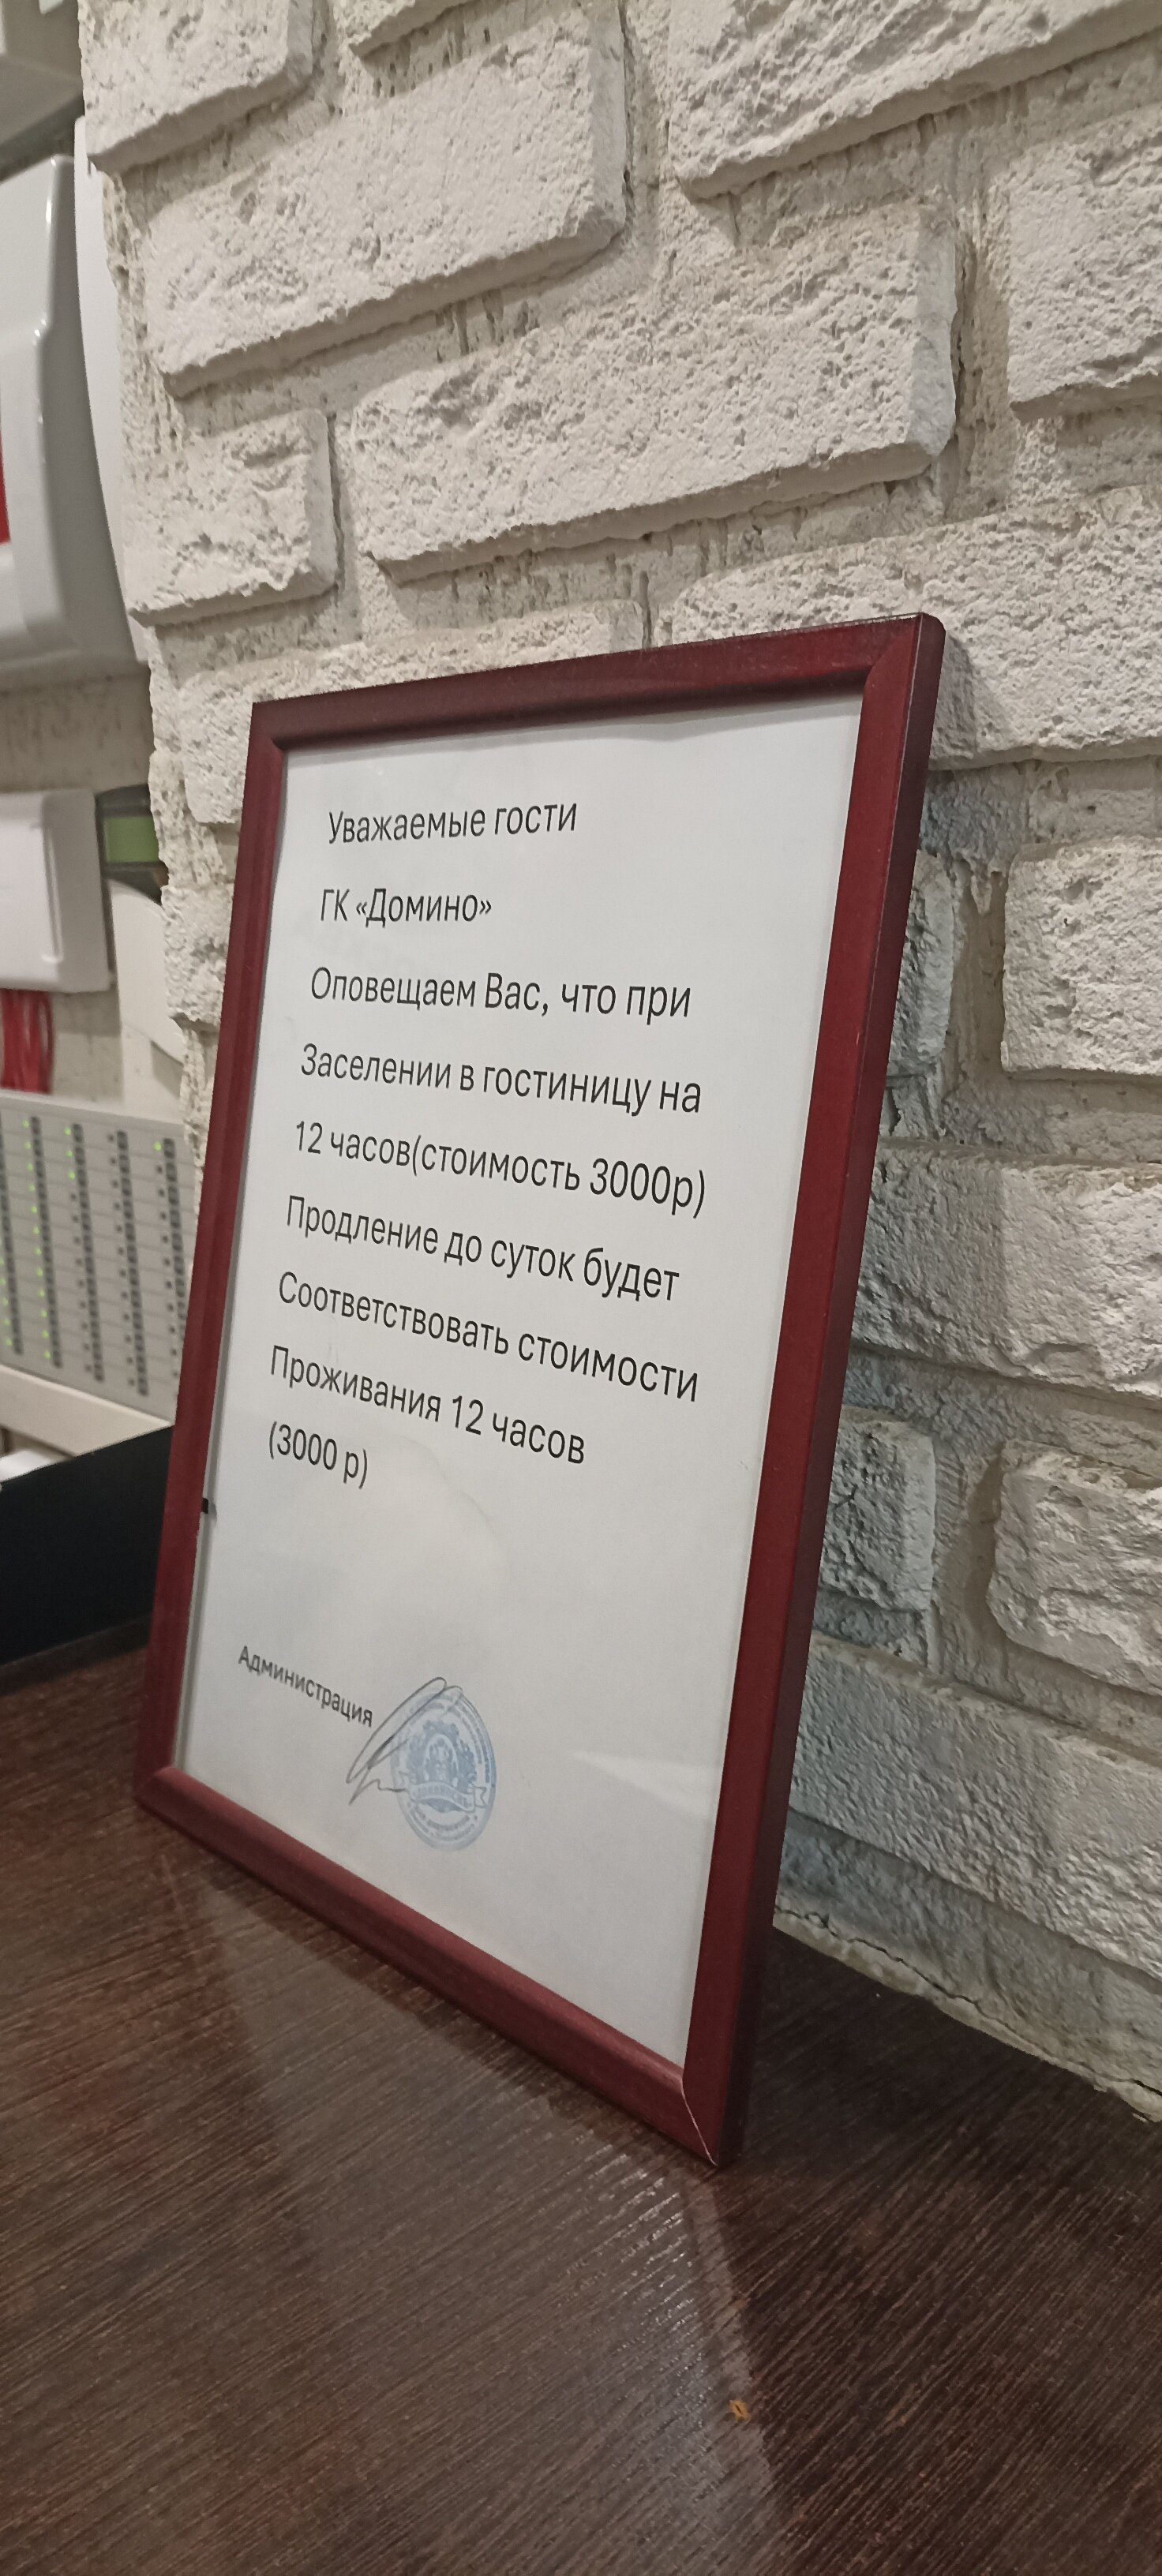 Уважаемые гости
ГК «Домино»
Оповещаем Вас, что при
Заселении в гостиницу на
12 часов(стоимость 3000р)
Продление до суток будет
Соответствовать стоимости
Проживания 12 часов
(3000 р)
Администрация